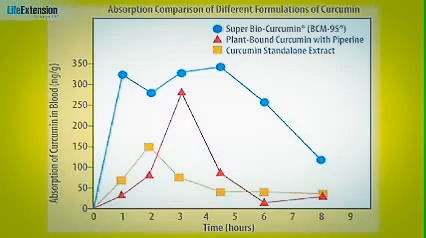 LifeExtension
Absorption Comparison of Different Formulations of Curcumin
Super Bio-Curcumin® (BCM-95®)
Plant-Bound Curcumin with Piperine
Curcumin Standalone Extract
Absorption of Curcumin in Blood (ng/g)
350
300
250
200
150
100
50
0
0 1 2 3 4 5 6 7 8 9
Time (hours)